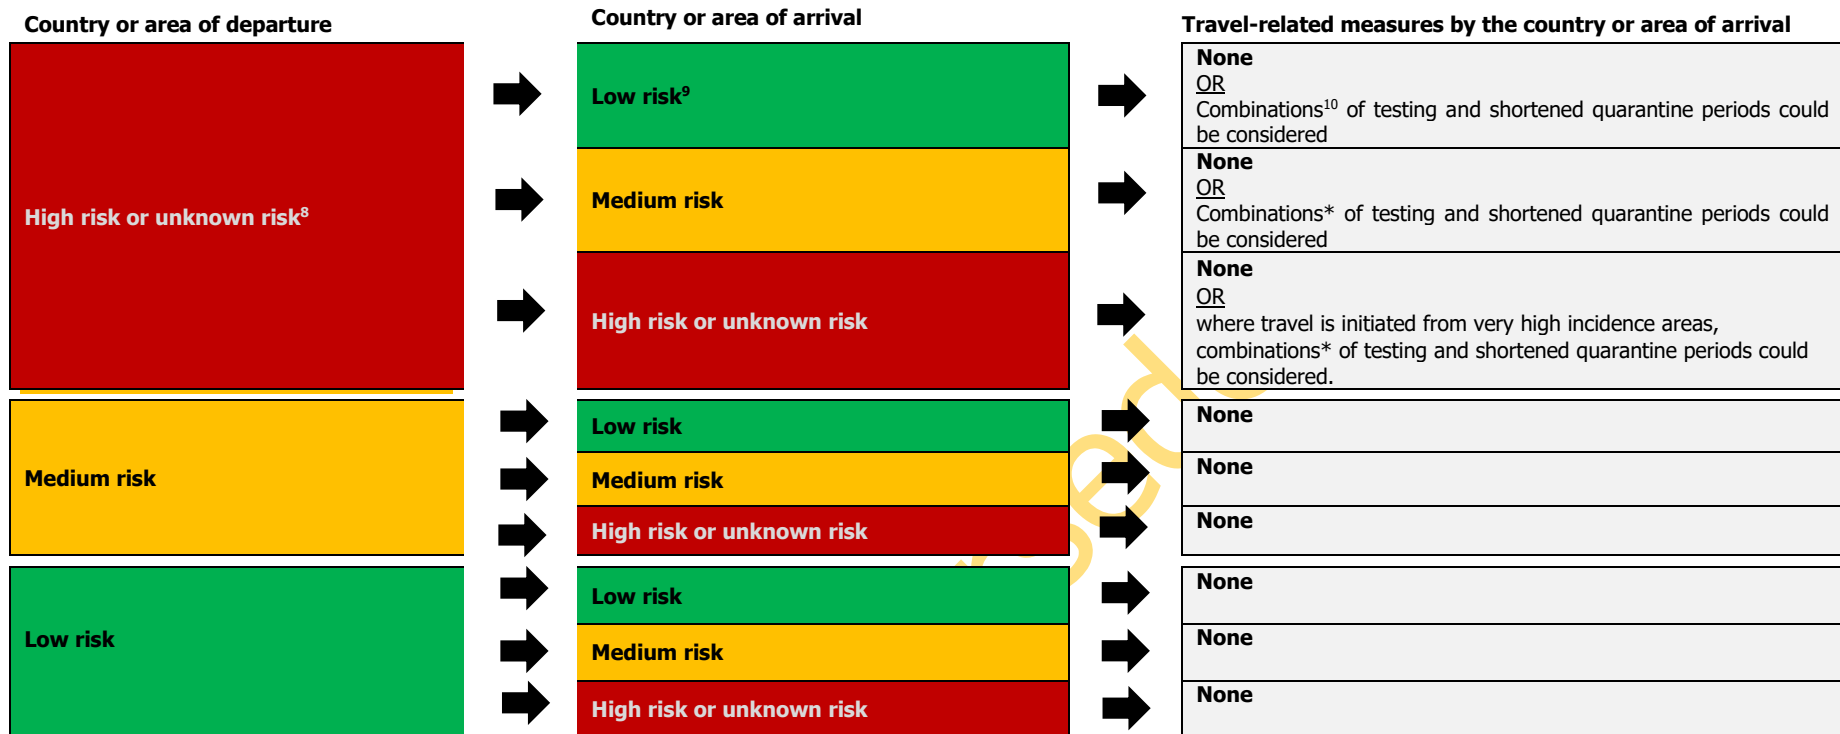 Country or area of departure
Country or area of arrival
Travel-related measures by the country or area of arrival
High risk or unknown risk⁸
Low risk⁹
None
OR
Combinations¹⁰ of testing and shortened quarantine periods could
be considered
Medium risk
None
OR
Combinations* of testing and shortened quarantine periods could
be considered
High risk or unknown risk
None
OR
where travel is initiated from very high incidence areas,
combinations* of testing and shortened quarantine periods could
be considered.
Medium risk
Low risk
None
Medium risk
None
High risk or unknown risk
None
Low risk
Low risk
None
Medium risk
None
High risk or unknown risk
None